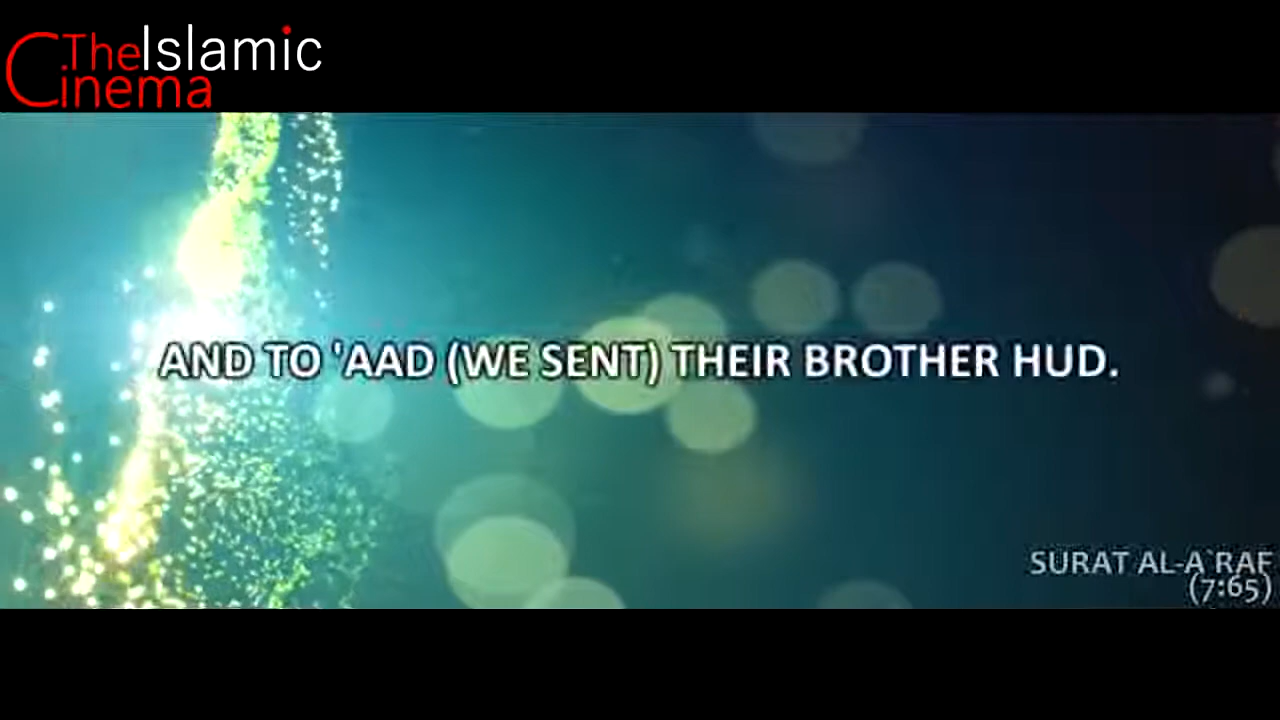 TheIslamic
Cinema
AND TO 'AAD (WE SENT) THEIR BROTHER HUD.
SURAT AL-A`RAF
(7:65)